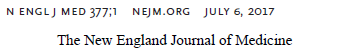 N ENGL J MED 377;1 NEJM.ORG JULY 6, 2017
The New England Journal of Medicine